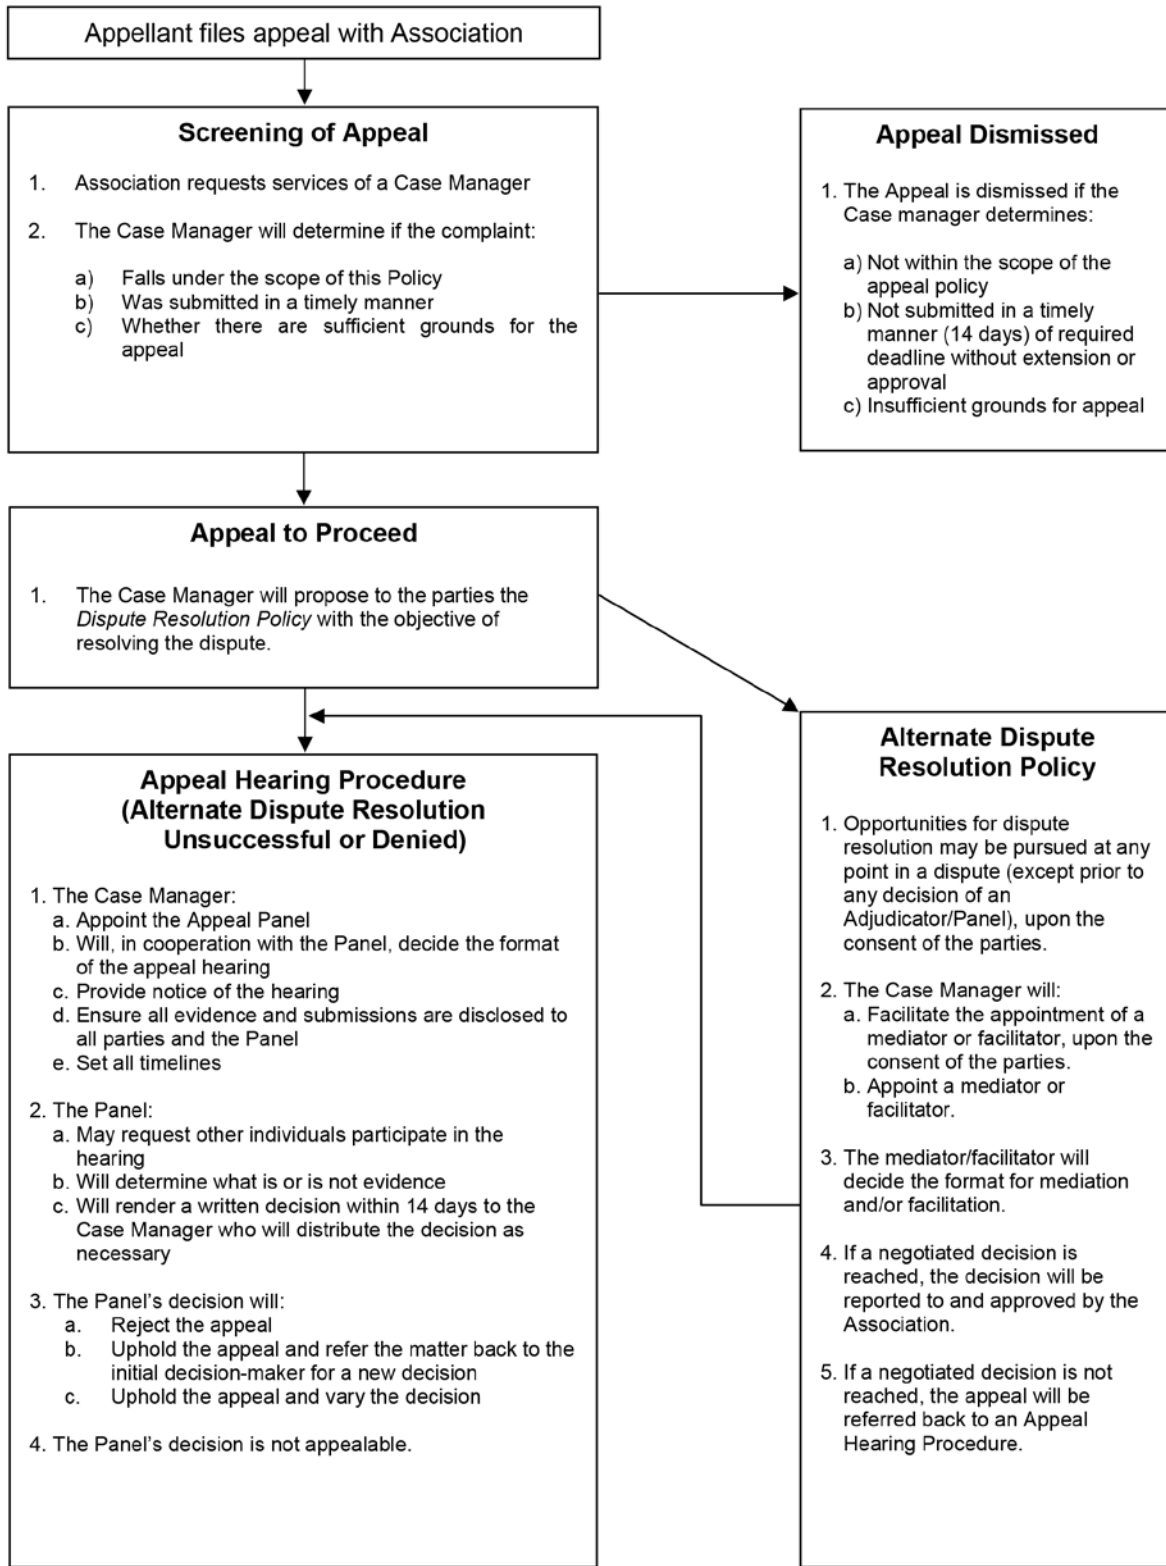 Appellant files appeal with Association
Screening of Appeal
1. Association requests services of a Case Manager
2. The Case Manager will determine if the complaint:
a) Falls under the scope of this Policy
b) Was submitted in a timely manner
c) Whether there are sufficient grounds for the
appeal
Appeal Dismissed
1. The Appeal is dismissed if the
Case manager determines:
a) Not within the scope of the
appeal policy
b) Not submitted in a timely
manner (14 days) of required
deadline without extension or
approval
c) Insufficient grounds for appeal
Appeal to Proceed
1. The Case Manager will propose to the parties the
Dispute Resolution Policy with the objective of
resolving the dispute.
Appeal Hearing Procedure
(Alternate Dispute Resolution
Unsuccessful or Denied)
1. The Case Manager:
a. Appoint the Appeal Panel
b. Will, in cooperation with the Panel, decide the format
of the appeal hearing
c. Provide notice of the hearing
d. Ensure all evidence and submissions are disclosed to
all parties and the Panel
e. Set all timelines
2. The Panel:
a. May request other individuals participate in the
hearing
b. Will determine what is or is not evidence
c. Will render a written decision within 14 days to the
Case Manager who will distribute the decision as
necessary
3. The Panel's decision will:
a. Reject the appeal
b. Uphold the appeal and refer the matter back to the
initial decision-maker for a new decision
c. Uphold the appeal and vary the decision
4. The Panel's decision is not appealable.
Alternate Dispute
Resolution Policy
1. Opportunities for dispute
resolution may be pursued at any
point in a dispute (except prior to
any decision of an
Adjudicator/Panel), upon the
consent of the parties.
2. The Case Manager will:
a. Facilitate the appointment of a
mediator or facilitator, upon the
consent of the parties.
b. Appoint a mediator or
facilitator.
3. The mediator/facilitator will
decide the format for mediation
and/or facilitation.
4. If a negotiated decision is
reached, the decision will be
reported to and approved by the
Association.
5. If a negotiated decision is not
reached, the appeal will be
referred back to an Appeal
Hearing Procedure.